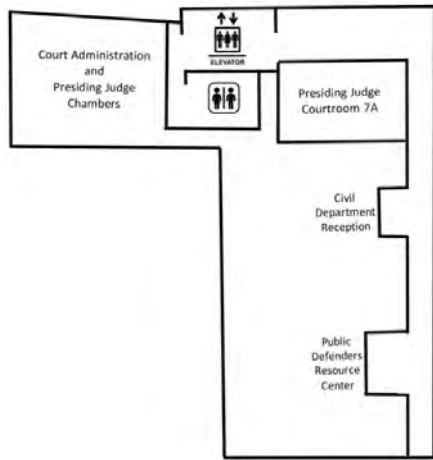 Court Administration
and
Presiding Judge
Chambers
ELEVATOR
Presiding Judge
Courtroom 7A
Civil
Department
Reception
Public
Defenders
Resource
Center